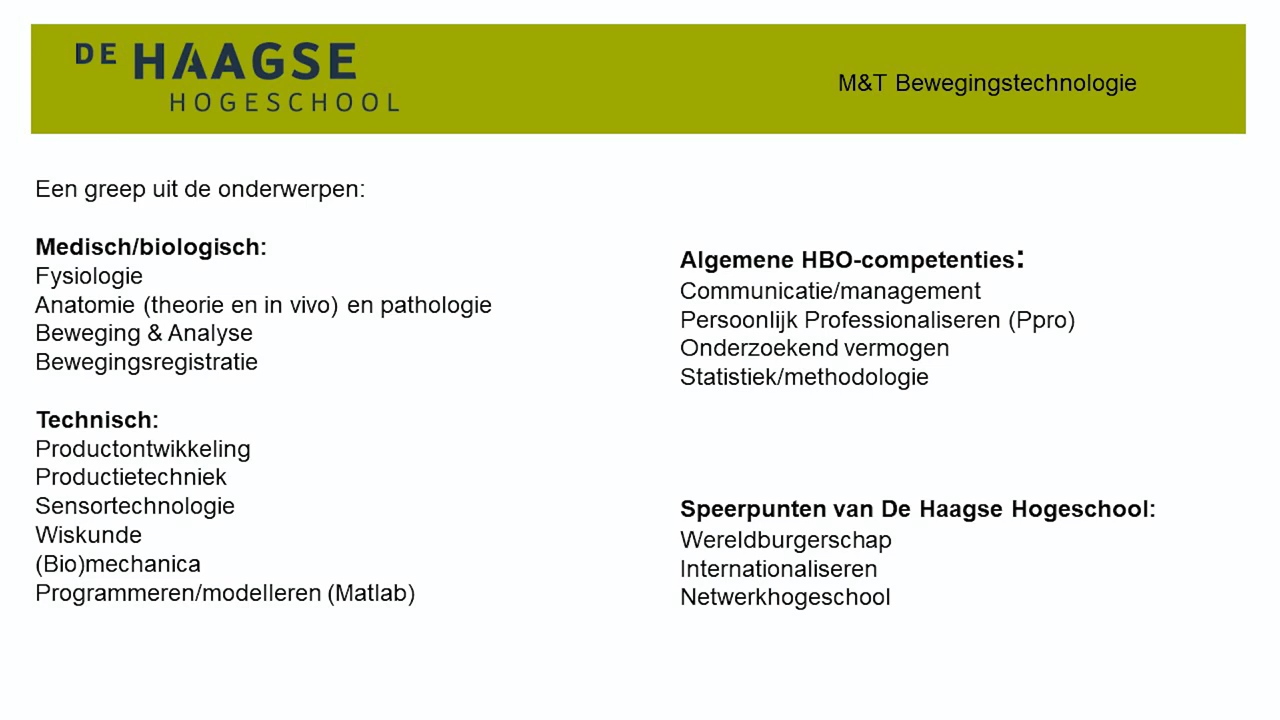 DE HAAGSE
HOGESCHOOL
M&T Bewegingstechnologie
Een greep uit de onderwerpen:
Medisch/biologisch:
Fysiologie
Anatomie (theorie en in vivo) en pathologie
Beweging & Analyse
Bewegingsregistratie
Technisch:
Productontwikkeling
Productietechniek
Sensortechnologie
Wiskunde
(Bio)mechanica
Programmeren/modelleren (Matlab)
Algemene HBO-competenties:
Communicatie/management
Persoonlijk Professionaliseren (Ppro)
Onderzoekend vermogen
Statistiek/methodologie
Speerpunten van De Haagse Hogeschool:
Wereldburgerschap
Internationaliseren
Netwerkhogeschool